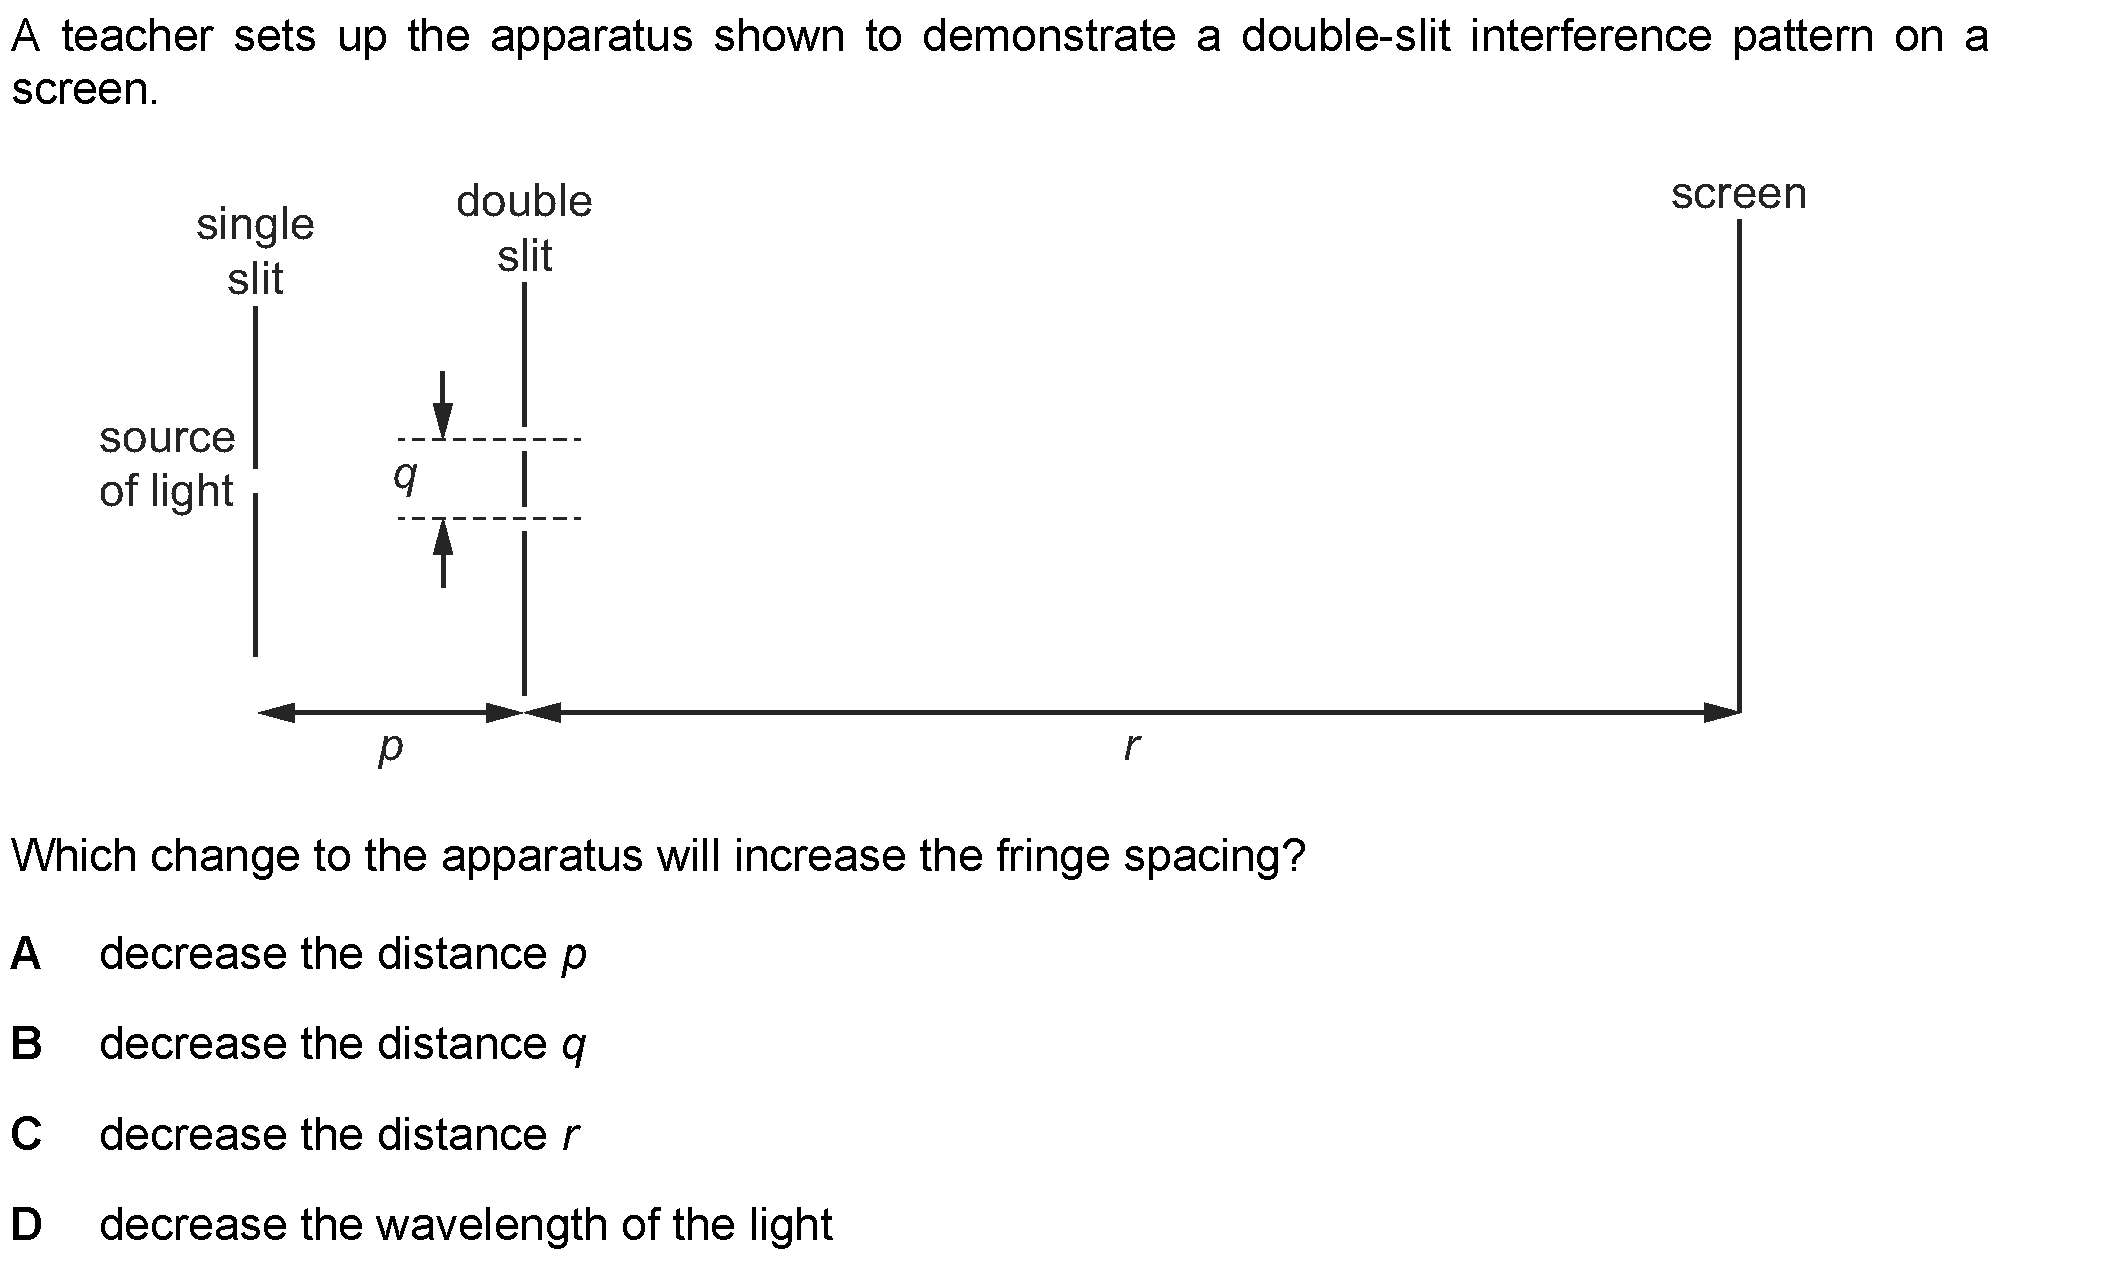 A teacher sets up the apparatus shown to demonstrate a double-slit interference pattern on a
screen.
single
slit
double
slit
screen
source
of light
q
p
r
Which change to the apparatus will increase the fringe spacing?
A decrease the distance p
B decrease the distance q
C decrease the distance r
D decrease the wavelength of the light